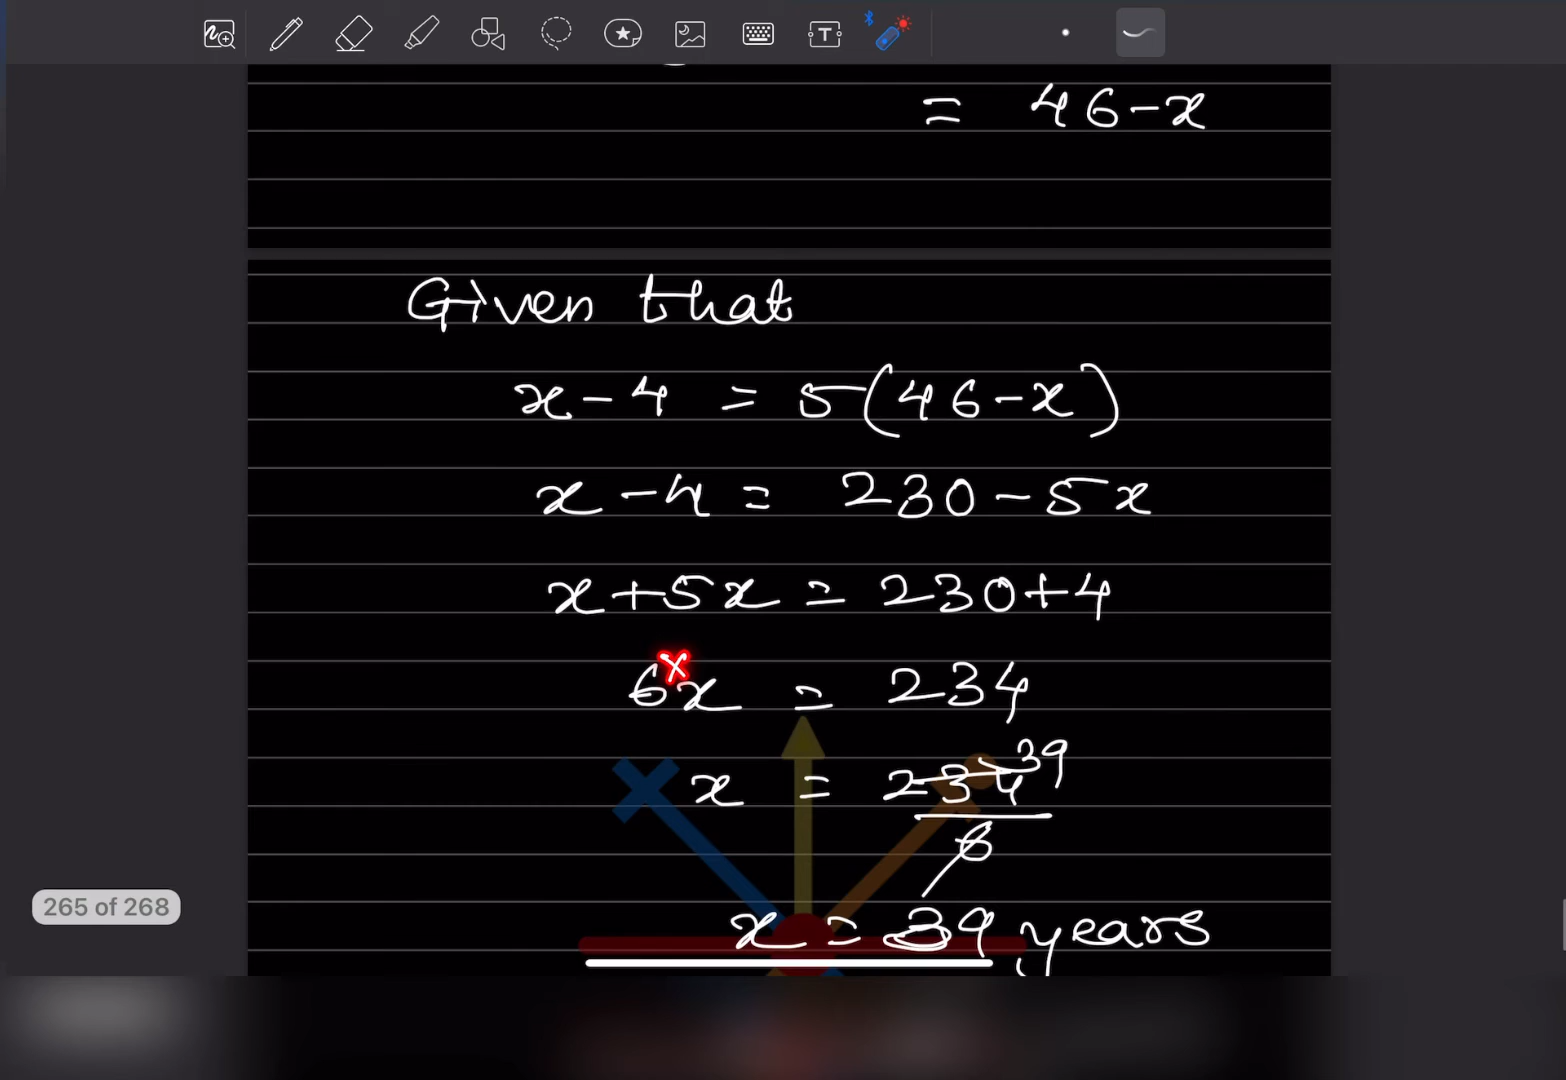 = 46-x
Given that
x-4 = 5(46-x)
x-4 = 230-5x
x+5x = 230+4
6x = 234
x = 234/6 39
x = 39 years
265 of 268